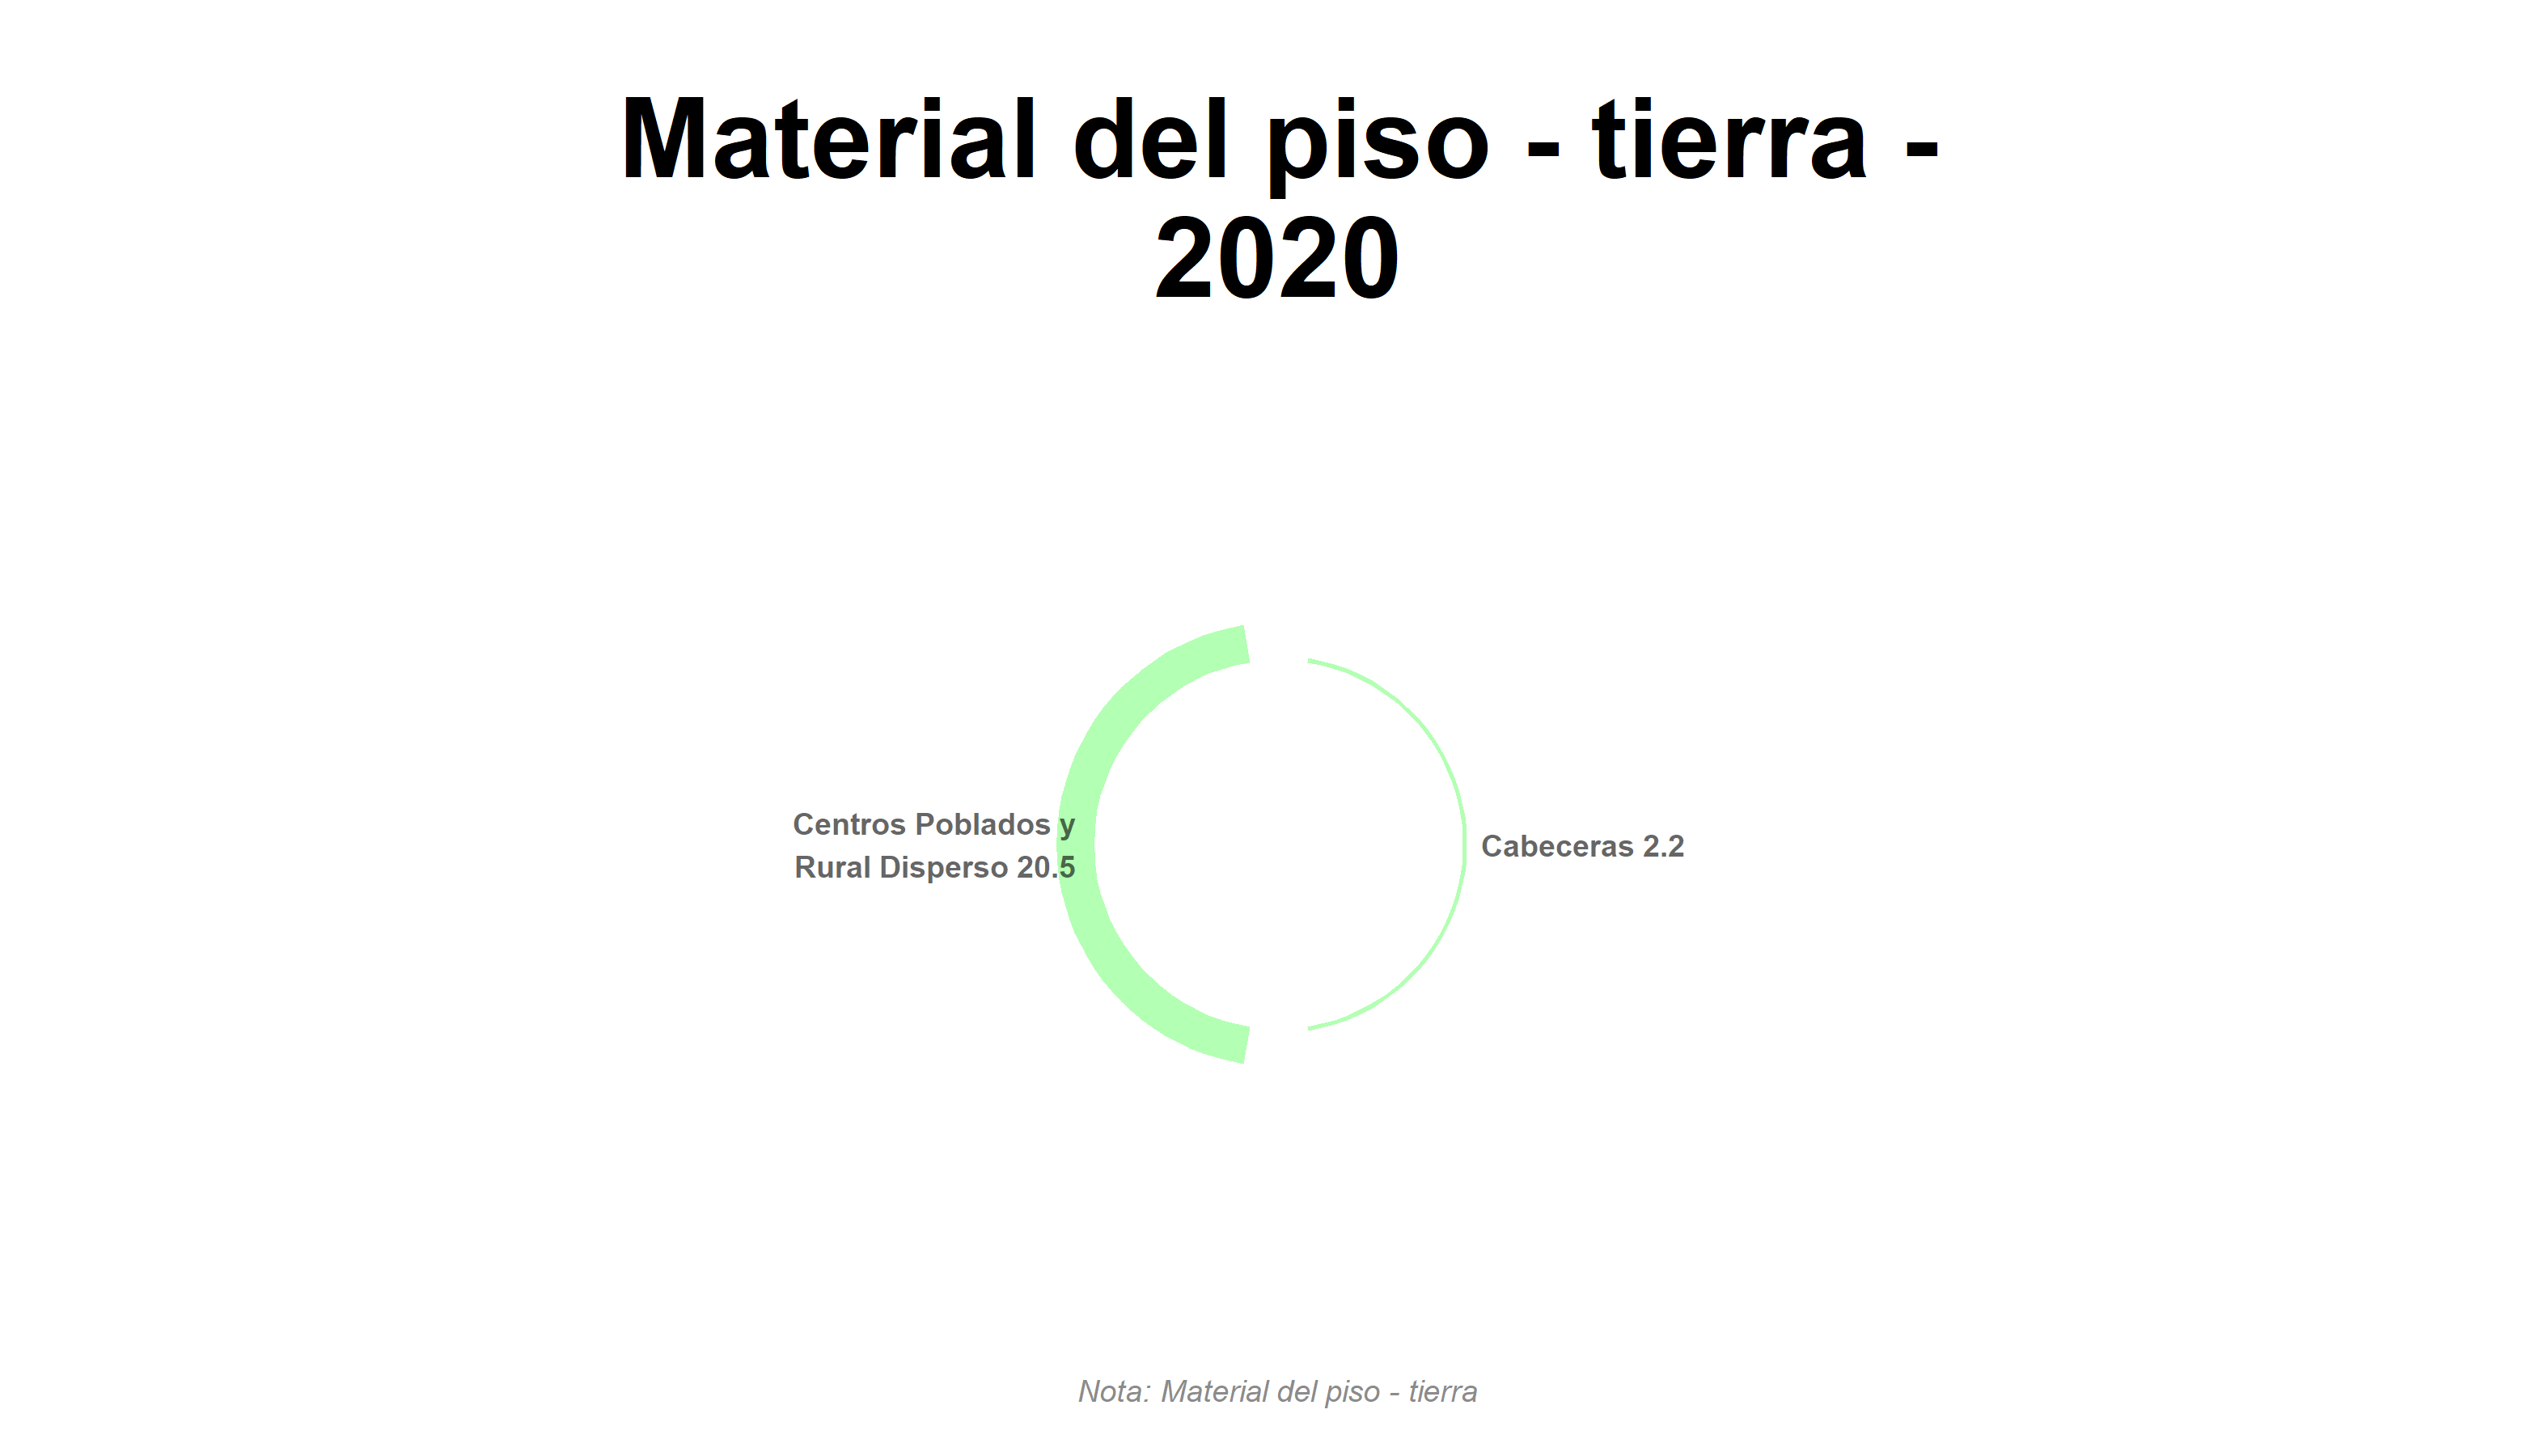 Material del piso - tierra -
2020
Centros Poblados y
Rural Disperso 20.5
Cabeceras 2.2
Nota: Material del piso - tierra